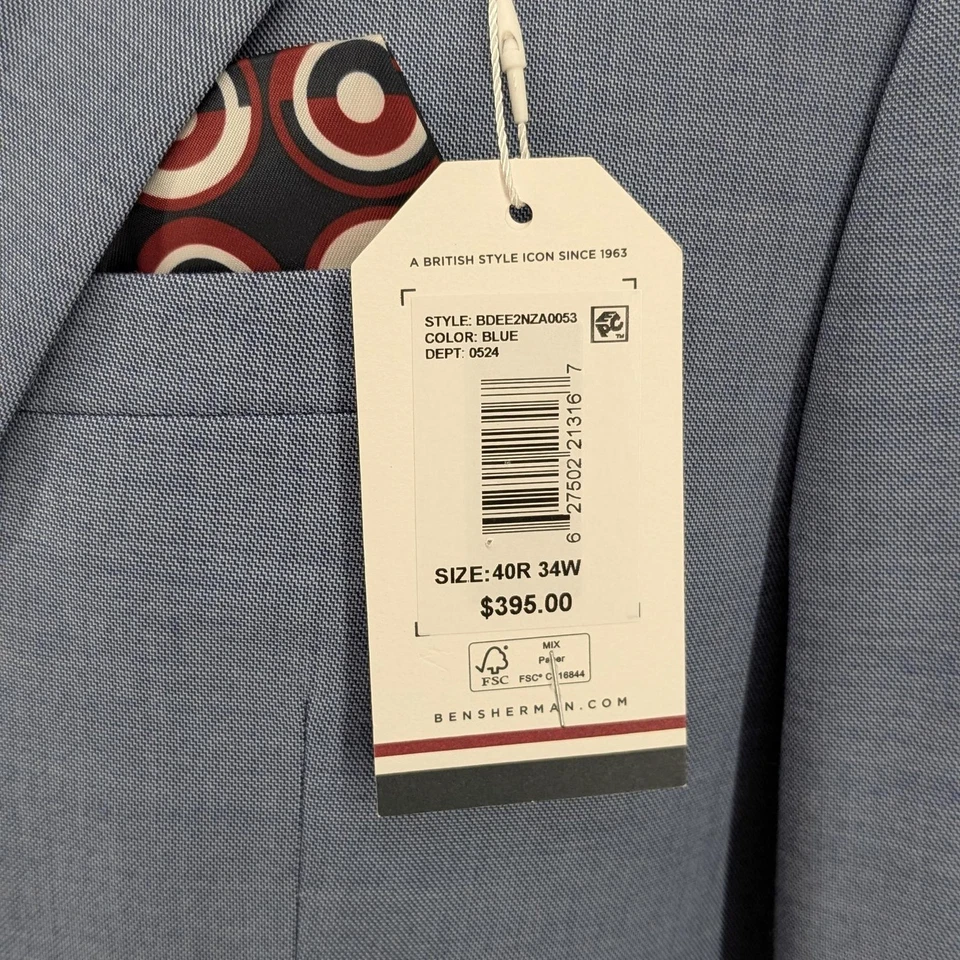 A BRITISH STYLE ICON SINCE 1963
STYLE: BDEE2NZA0053
COLOR: BLUE
DEPT: 0524
EPC™
6 27502 21316 7
SIZE:40R 34W
$395.00
MIX
FSC
BENSHERMAN.COM